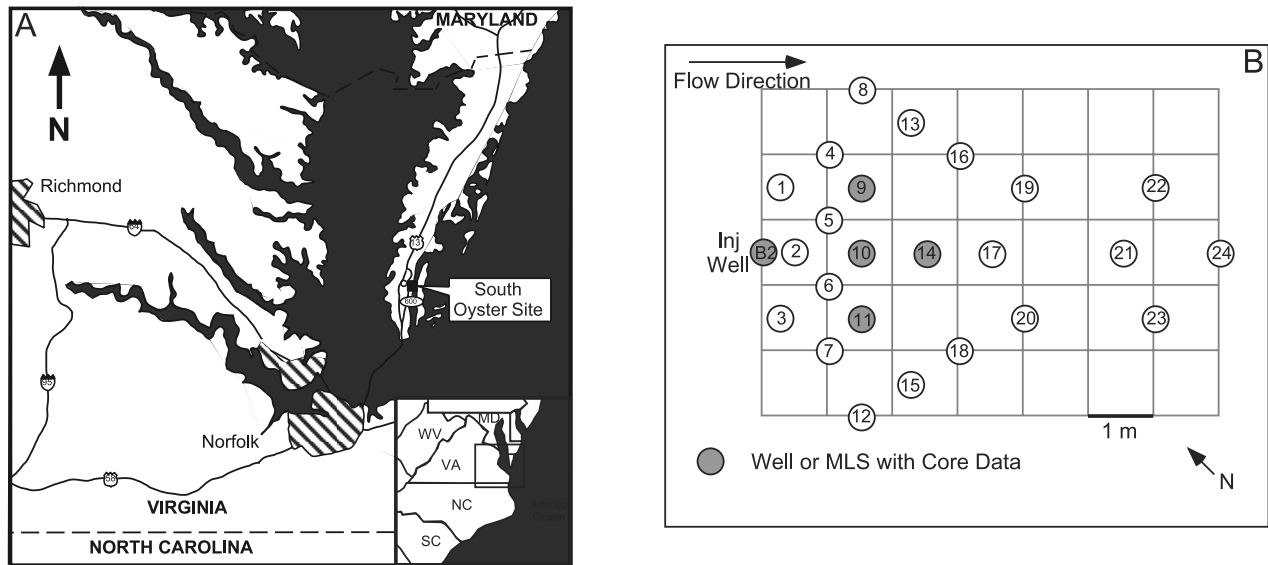 A
MARYLAND
N
Richmond
64
13
South
Oyster Site
600
95
Norfolk
58
VIRGINIA
NORTH CAROLINA
MD
WV
VA
NC
SC
B
Flow Direction
8
13
4
16
1
9
19
22
5
Inj
Well
B2
2
10
14
17
21
24
6
3
11
20
23
7
18
15
12
1 m
Well or MLS with Core Data
N